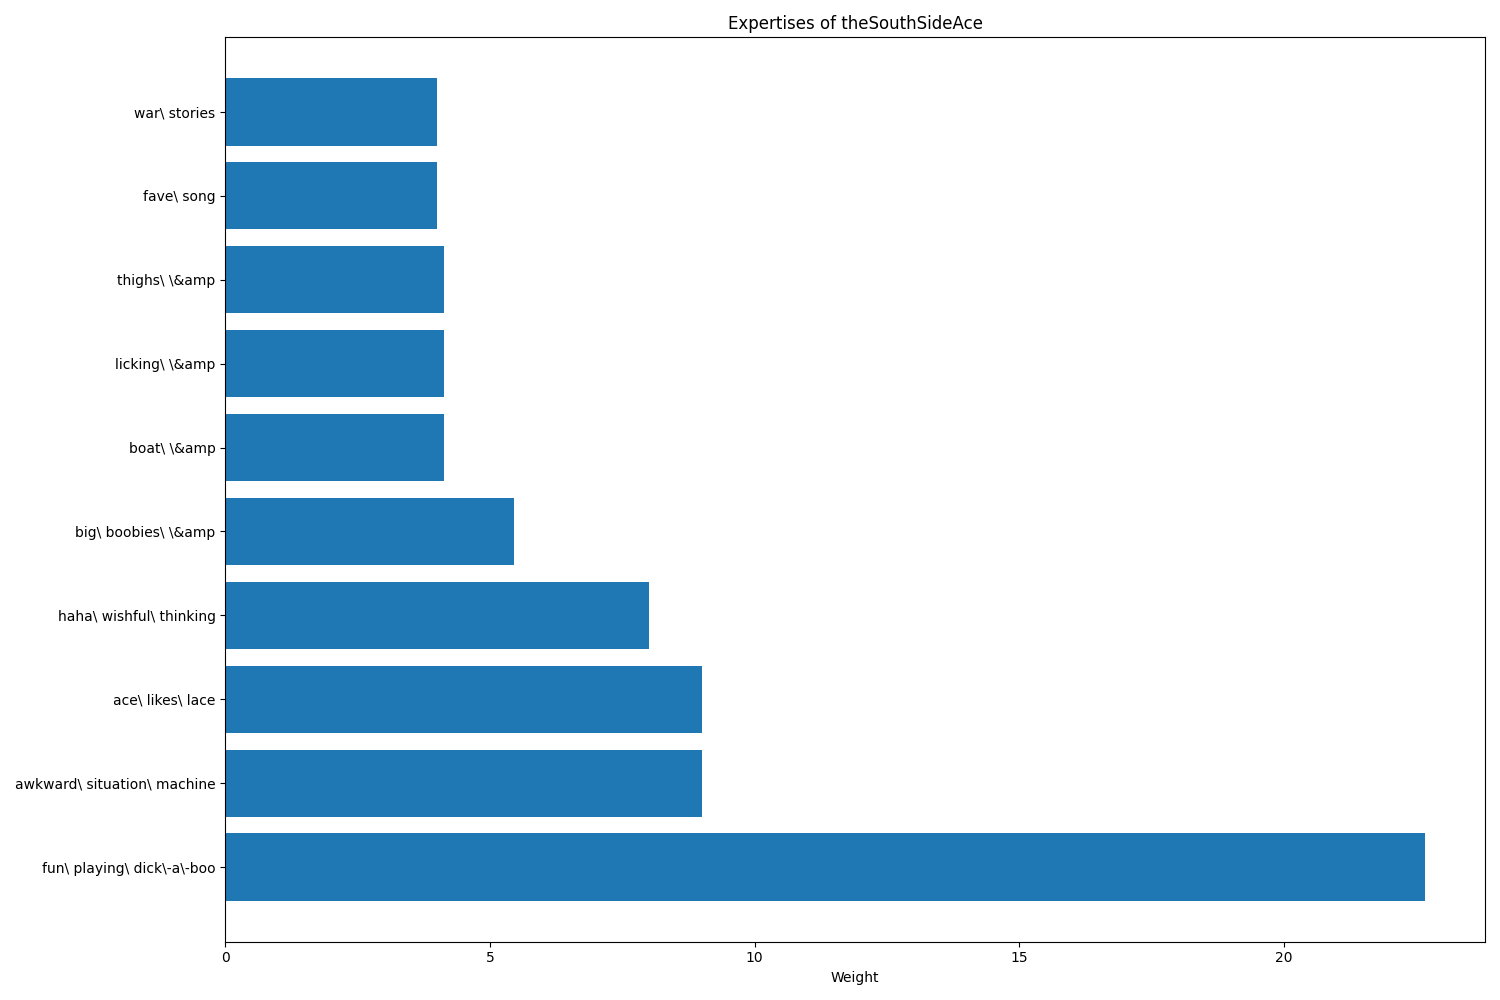 Expertises of theSouthSideAce
war\ stories
fave\ song
thighs\ \&amp
licking\ \&amp
boat\ \&amp
big\ boobies\ \&amp
haha\ wishful\ thinking
ace\ likes\ lace
awkward\ situation\ machine
fun\ playing\ dick\-a\-boo
0 5 10 15 20
Weight